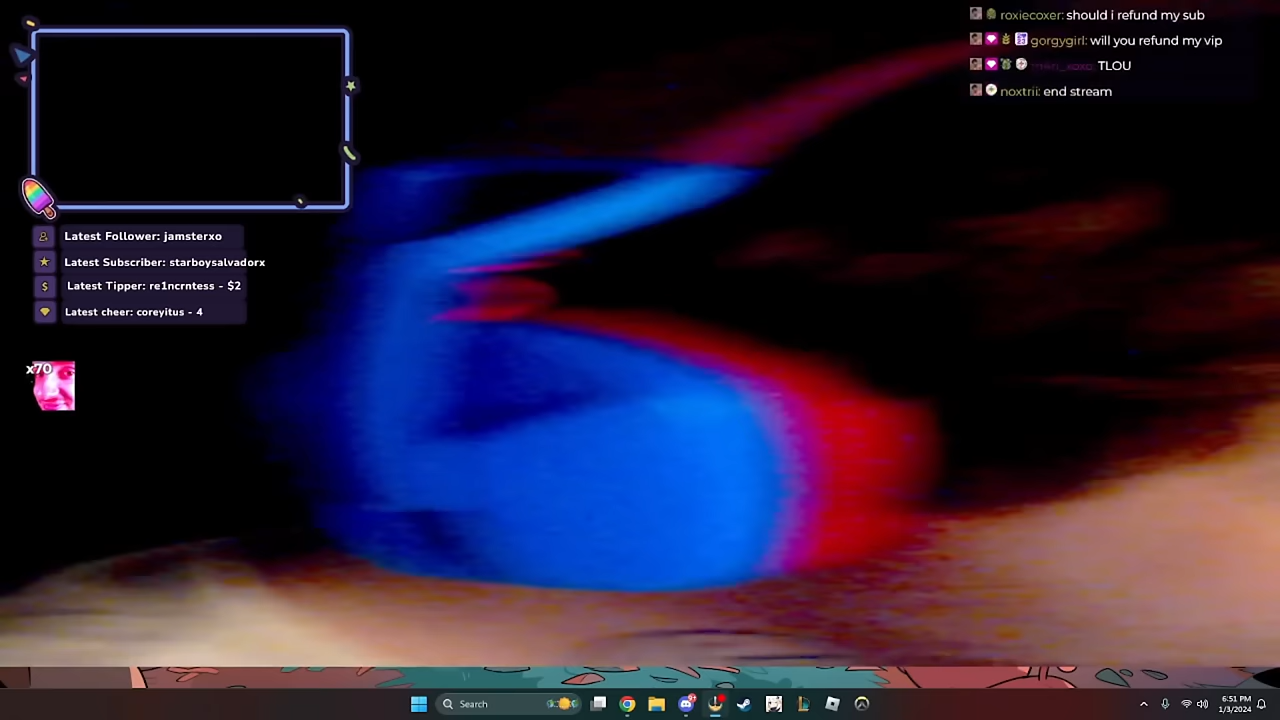 roxiecoxer: should i refund my sub
gorgygirl: will you refund my vip
TLOU
noxtrii: end stream
Latest Follower: jamsterxo
Latest Subscriber: starboysalvadorx
Latest Tipper: re1ncrntess - $2
Latest cheer: coreyitus - 4
x70
Search
6:51 PM
1/3/2024